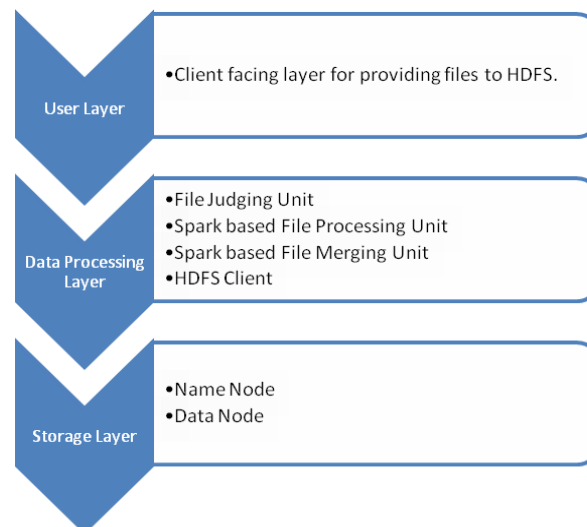 User Layer
•Client facing layer for providing files to HDFS.
Data Processing
Layer
•File Judging Unit
•Spark based File Processing Unit
•Spark based File Merging Unit
•HDFS Client
Storage Layer
•Name Node
•Data Node